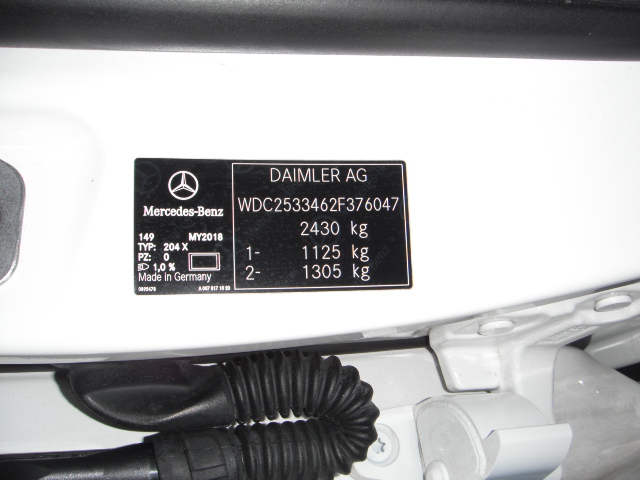 DAIMLER AG
Mercedes-Benz
WDC2533462F376047
2430 kg
149 MY2018
TYP: 204 X
1- 1125 kg
PZ: 0
1,0 %
2- 1305 kg
Made in Germany